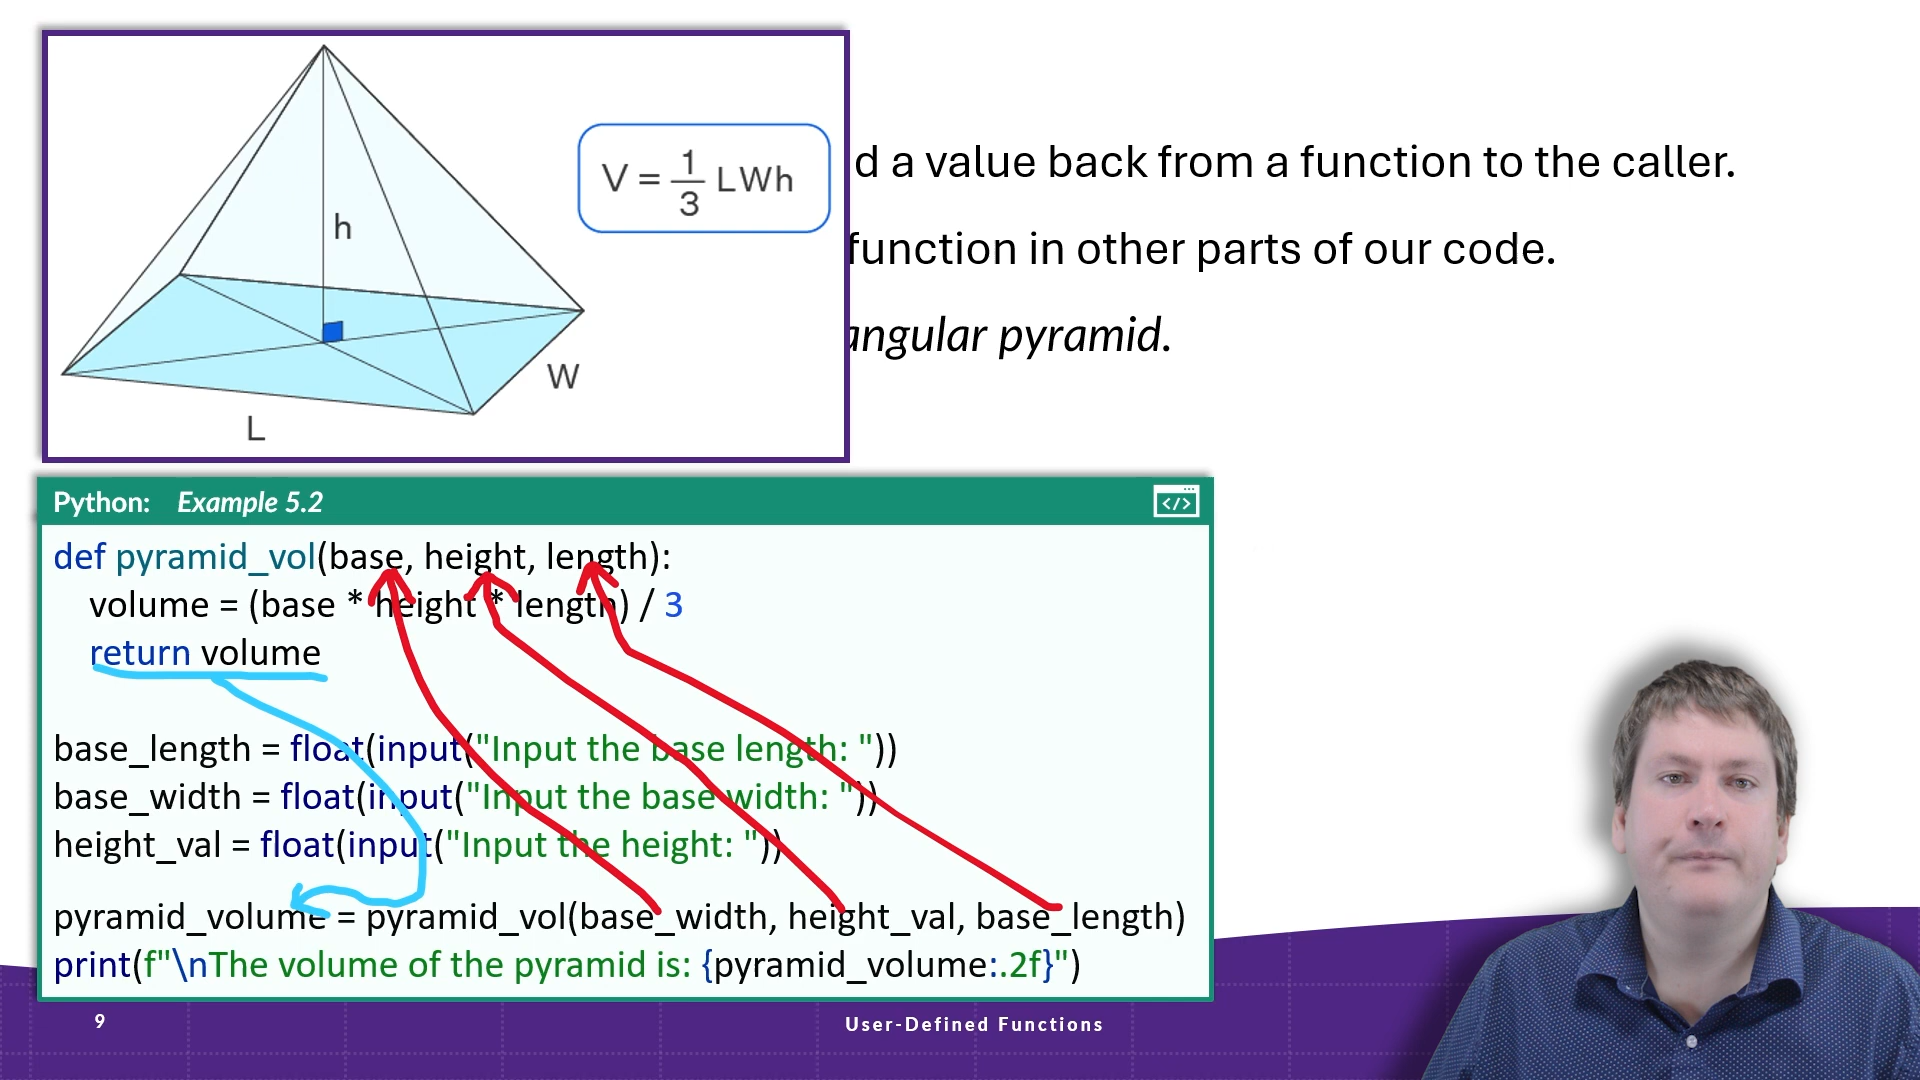 h
V = 1/3 LWh
W
L
d a value back from a function to the caller.
function in other parts of our code.
angular pyramid.
Python: Example 5.2
</>
def pyramid_vol(base, height, length):
volume = (base * height * length) / 3
return volume
base_length = float(input("Input the base length: "))
base_width = float(input("Input the base width: "))
height_val = float(input("Input the height: "))
pyramid_volume = pyramid_vol(base_width, height_val, base_length)
print(f"\nThe volume of the pyramid is: {pyramid_volume:.2f}")
9
User-Defined Functions